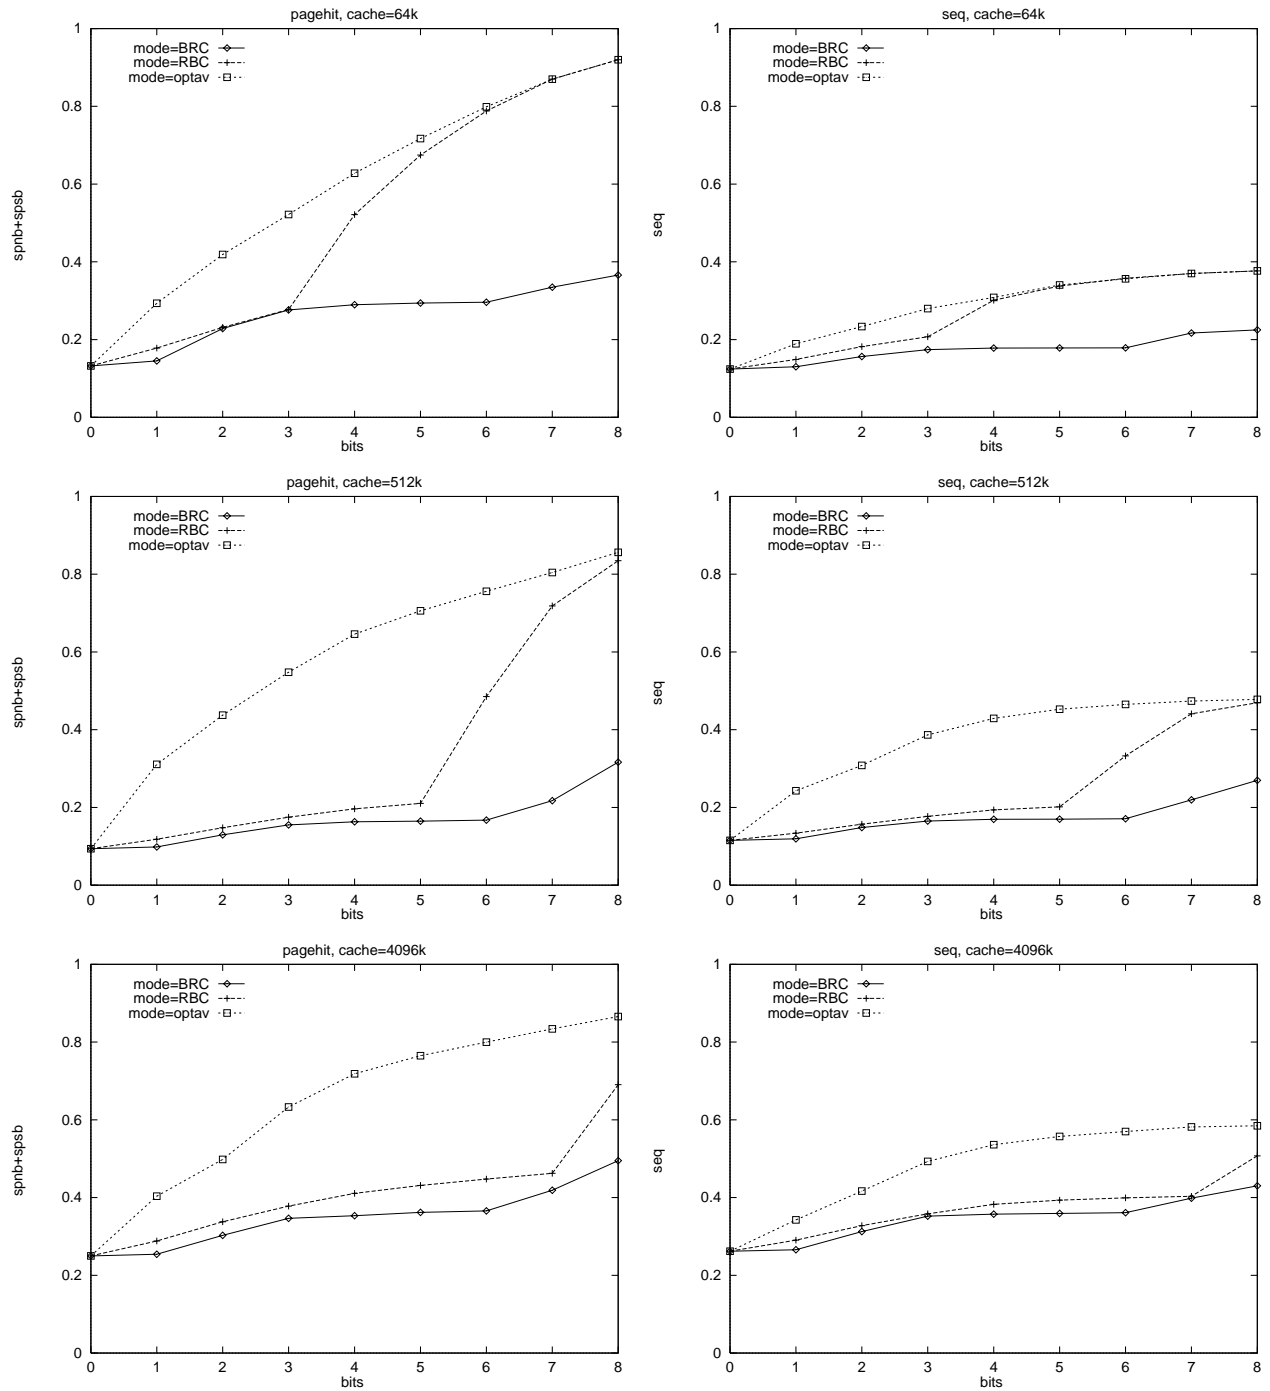 pagehit, cache=64k
mode=BRC
mode=RBC
mode=optav
spnb+spsb
1
0.8
0.6
0.4
0.2
0
0 1 2 3 4 5 6 7 8
bits
seq, cache=64k
mode=BRC
mode=RBC
mode=optav
seq
1
0.8
0.6
0.4
0.2
0
0 1 2 3 4 5 6 7 8
bits
pagehit, cache=512k
mode=BRC
mode=RBC
mode=optav
spnb+spsb
1
0.8
0.6
0.4
0.2
0
0 1 2 3 4 5 6 7 8
bits
seq, cache=512k
mode=BRC
mode=RBC
mode=optav
seq
1
0.8
0.6
0.4
0.2
0
0 1 2 3 4 5 6 7 8
bits
pagehit, cache=4096k
mode=BRC
mode=RBC
mode=optav
spnb+spsb
1
0.8
0.6
0.4
0.2
0
0 1 2 3 4 5 6 7 8
bits
seq, cache=4096k
mode=BRC
mode=RBC
mode=optav
seq
1
0.8
0.6
0.4
0.2
0
0 1 2 3 4 5 6 7 8
bits